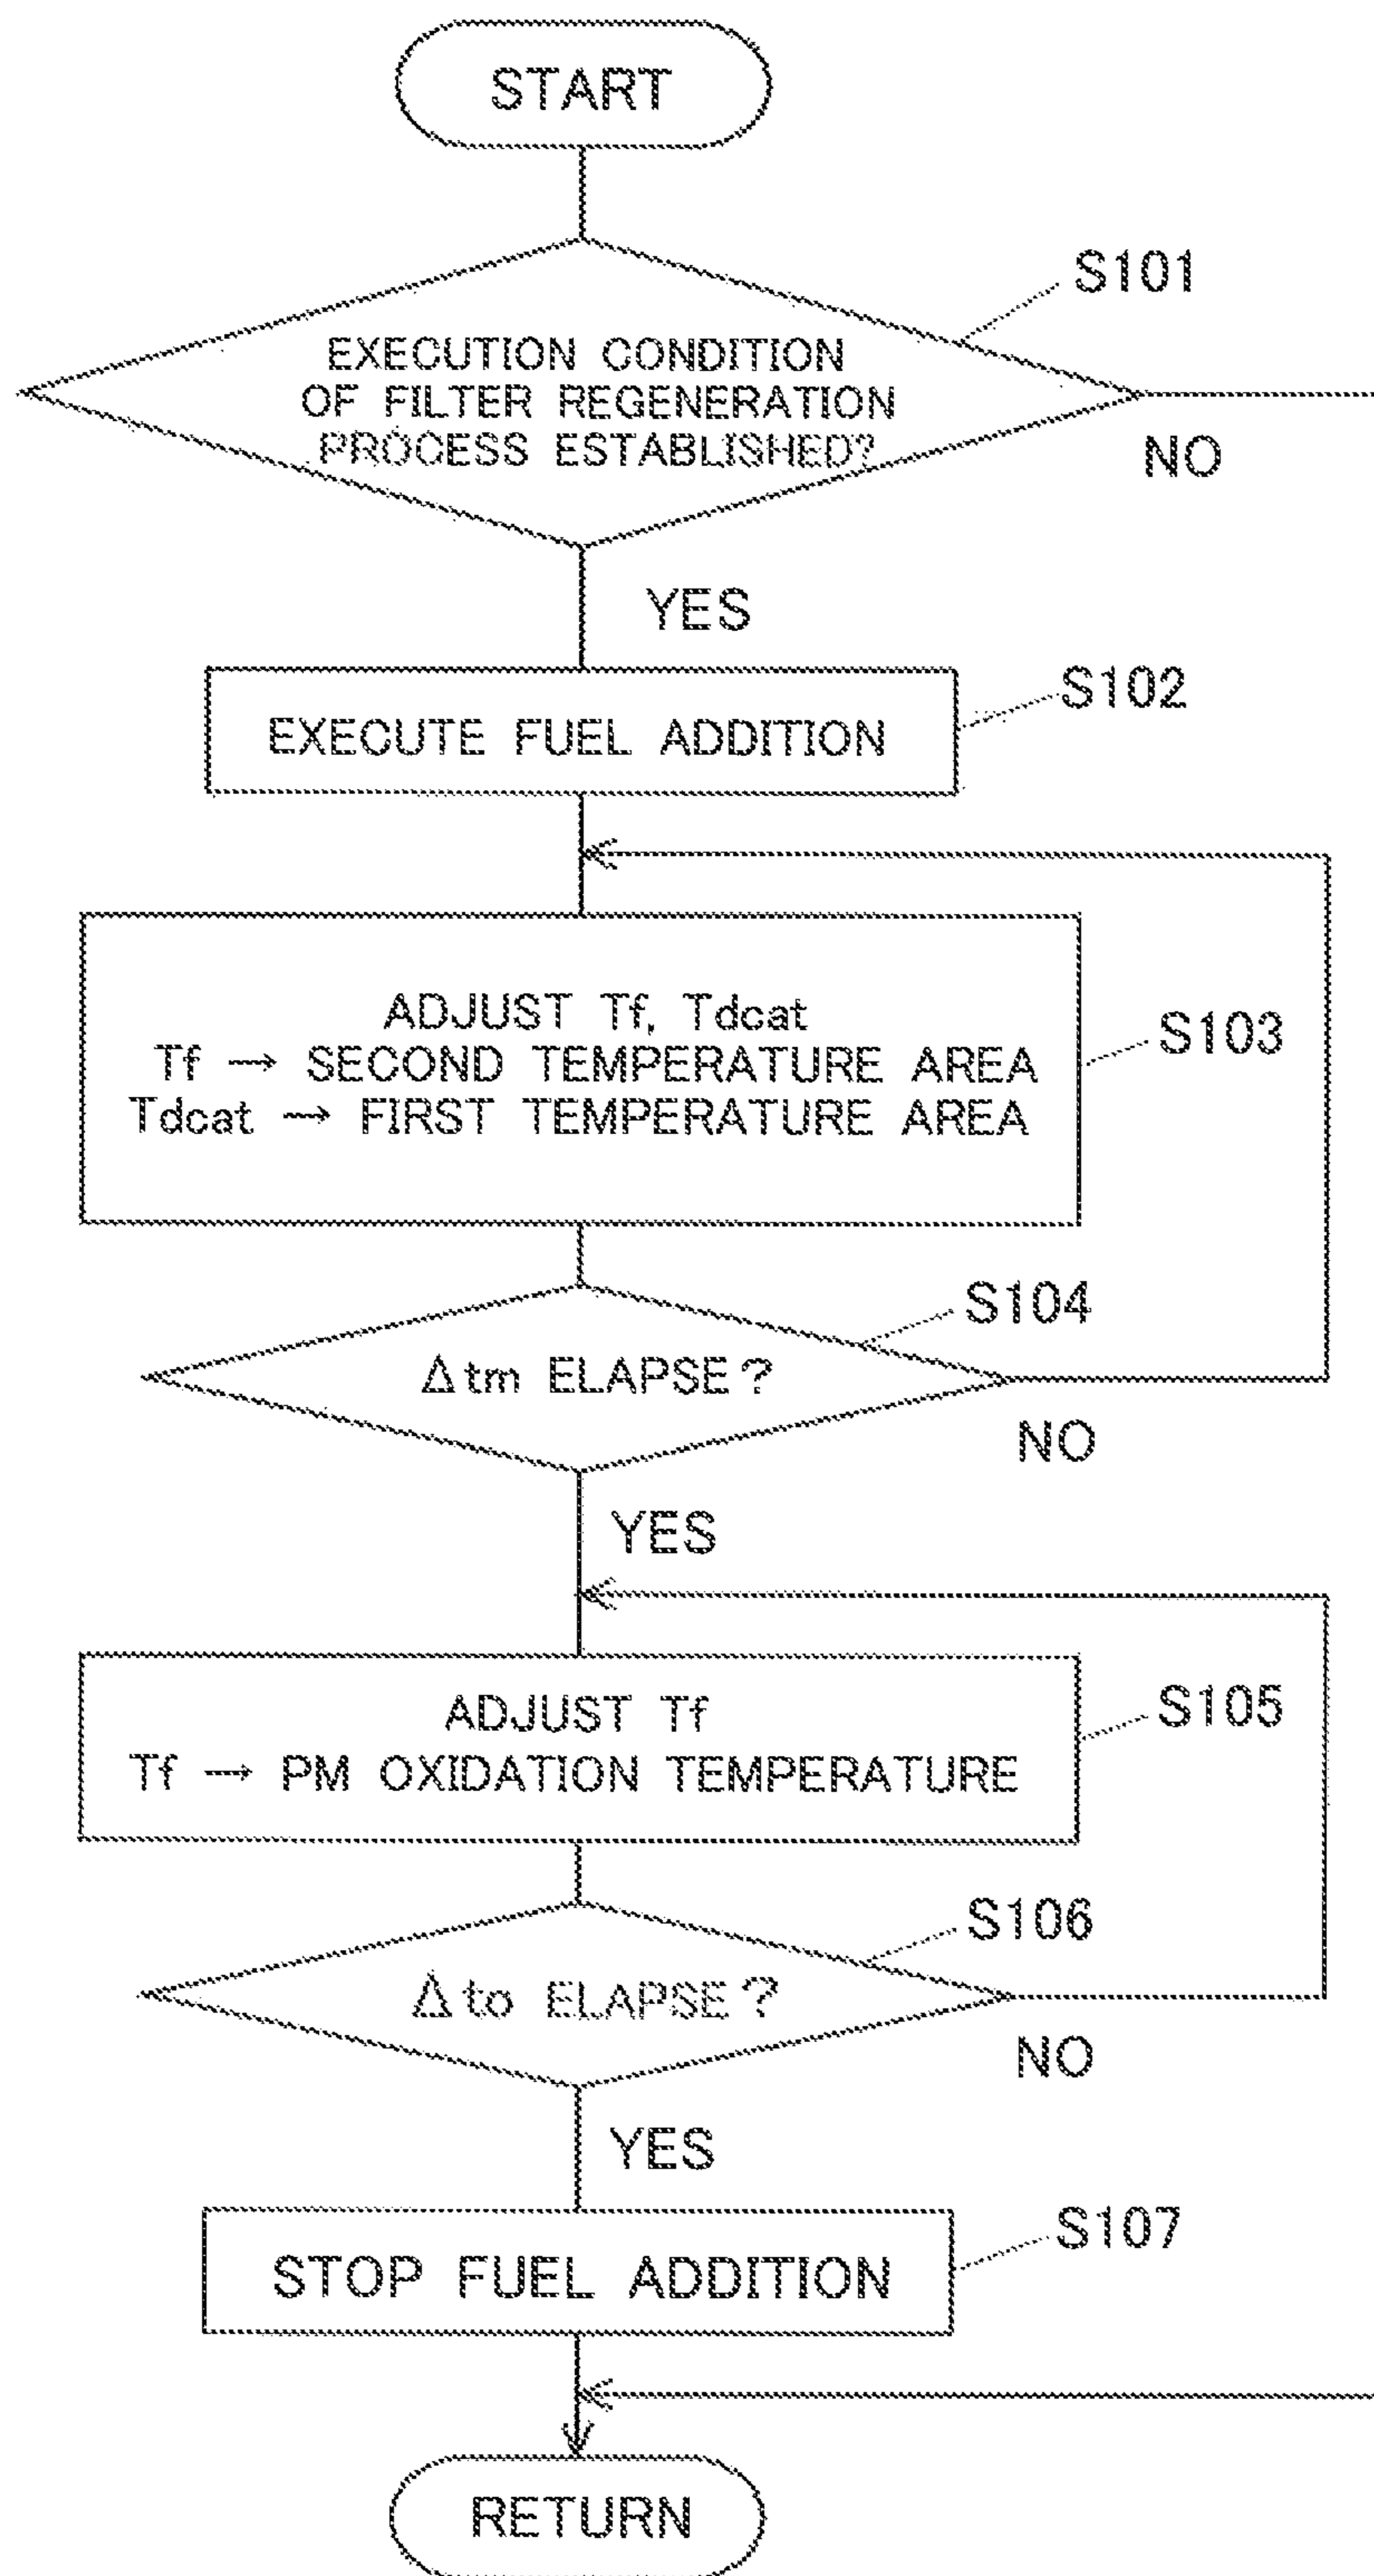 START
S101
EXECUTION CONDITION
OF FILTER REGENERATION
PROCESS ESTABLISHED?
NO
YES
S102
EXECUTE FUEL ADDITION
S103
ADJUST Tf, Tdcat
Tf → SECOND TEMPERATURE AREA
Tdcat → FIRST TEMPERATURE AREA
S104
Δtm ELAPSE?
NO
YES
S105
ADJUST Tf
Tf → PM OXIDATION TEMPERATURE
S106
Δto ELAPSE?
NO
YES
S107
STOP FUEL ADDITION
RETURN